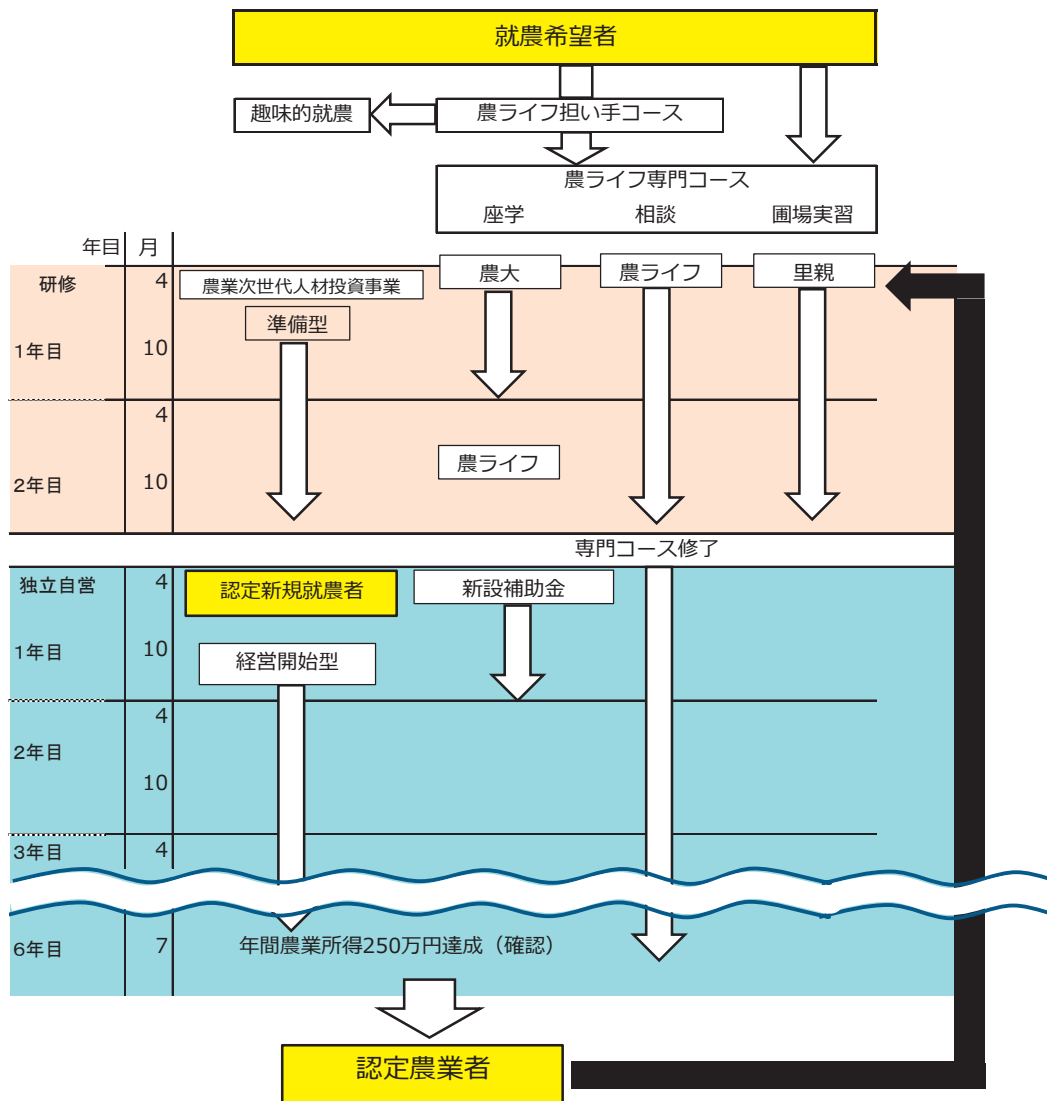 就農希望者
趣味的就農
農ライフ担い手コース
農ライフ専門コース
座学 相談 圃場実習
年目 月
研修 4
農業次世代人材投資事業
農大
農ライフ
里親
準備型
1年目 10
4
農ライフ
2年目 10
専門コース修了
独立自営 4
認定新規就農者
新設補助金
1年目 10
経営開始型
4
2年目
10
3年目 4
6年目 7
年間農業所得250万円達成（確認）
認定農業者